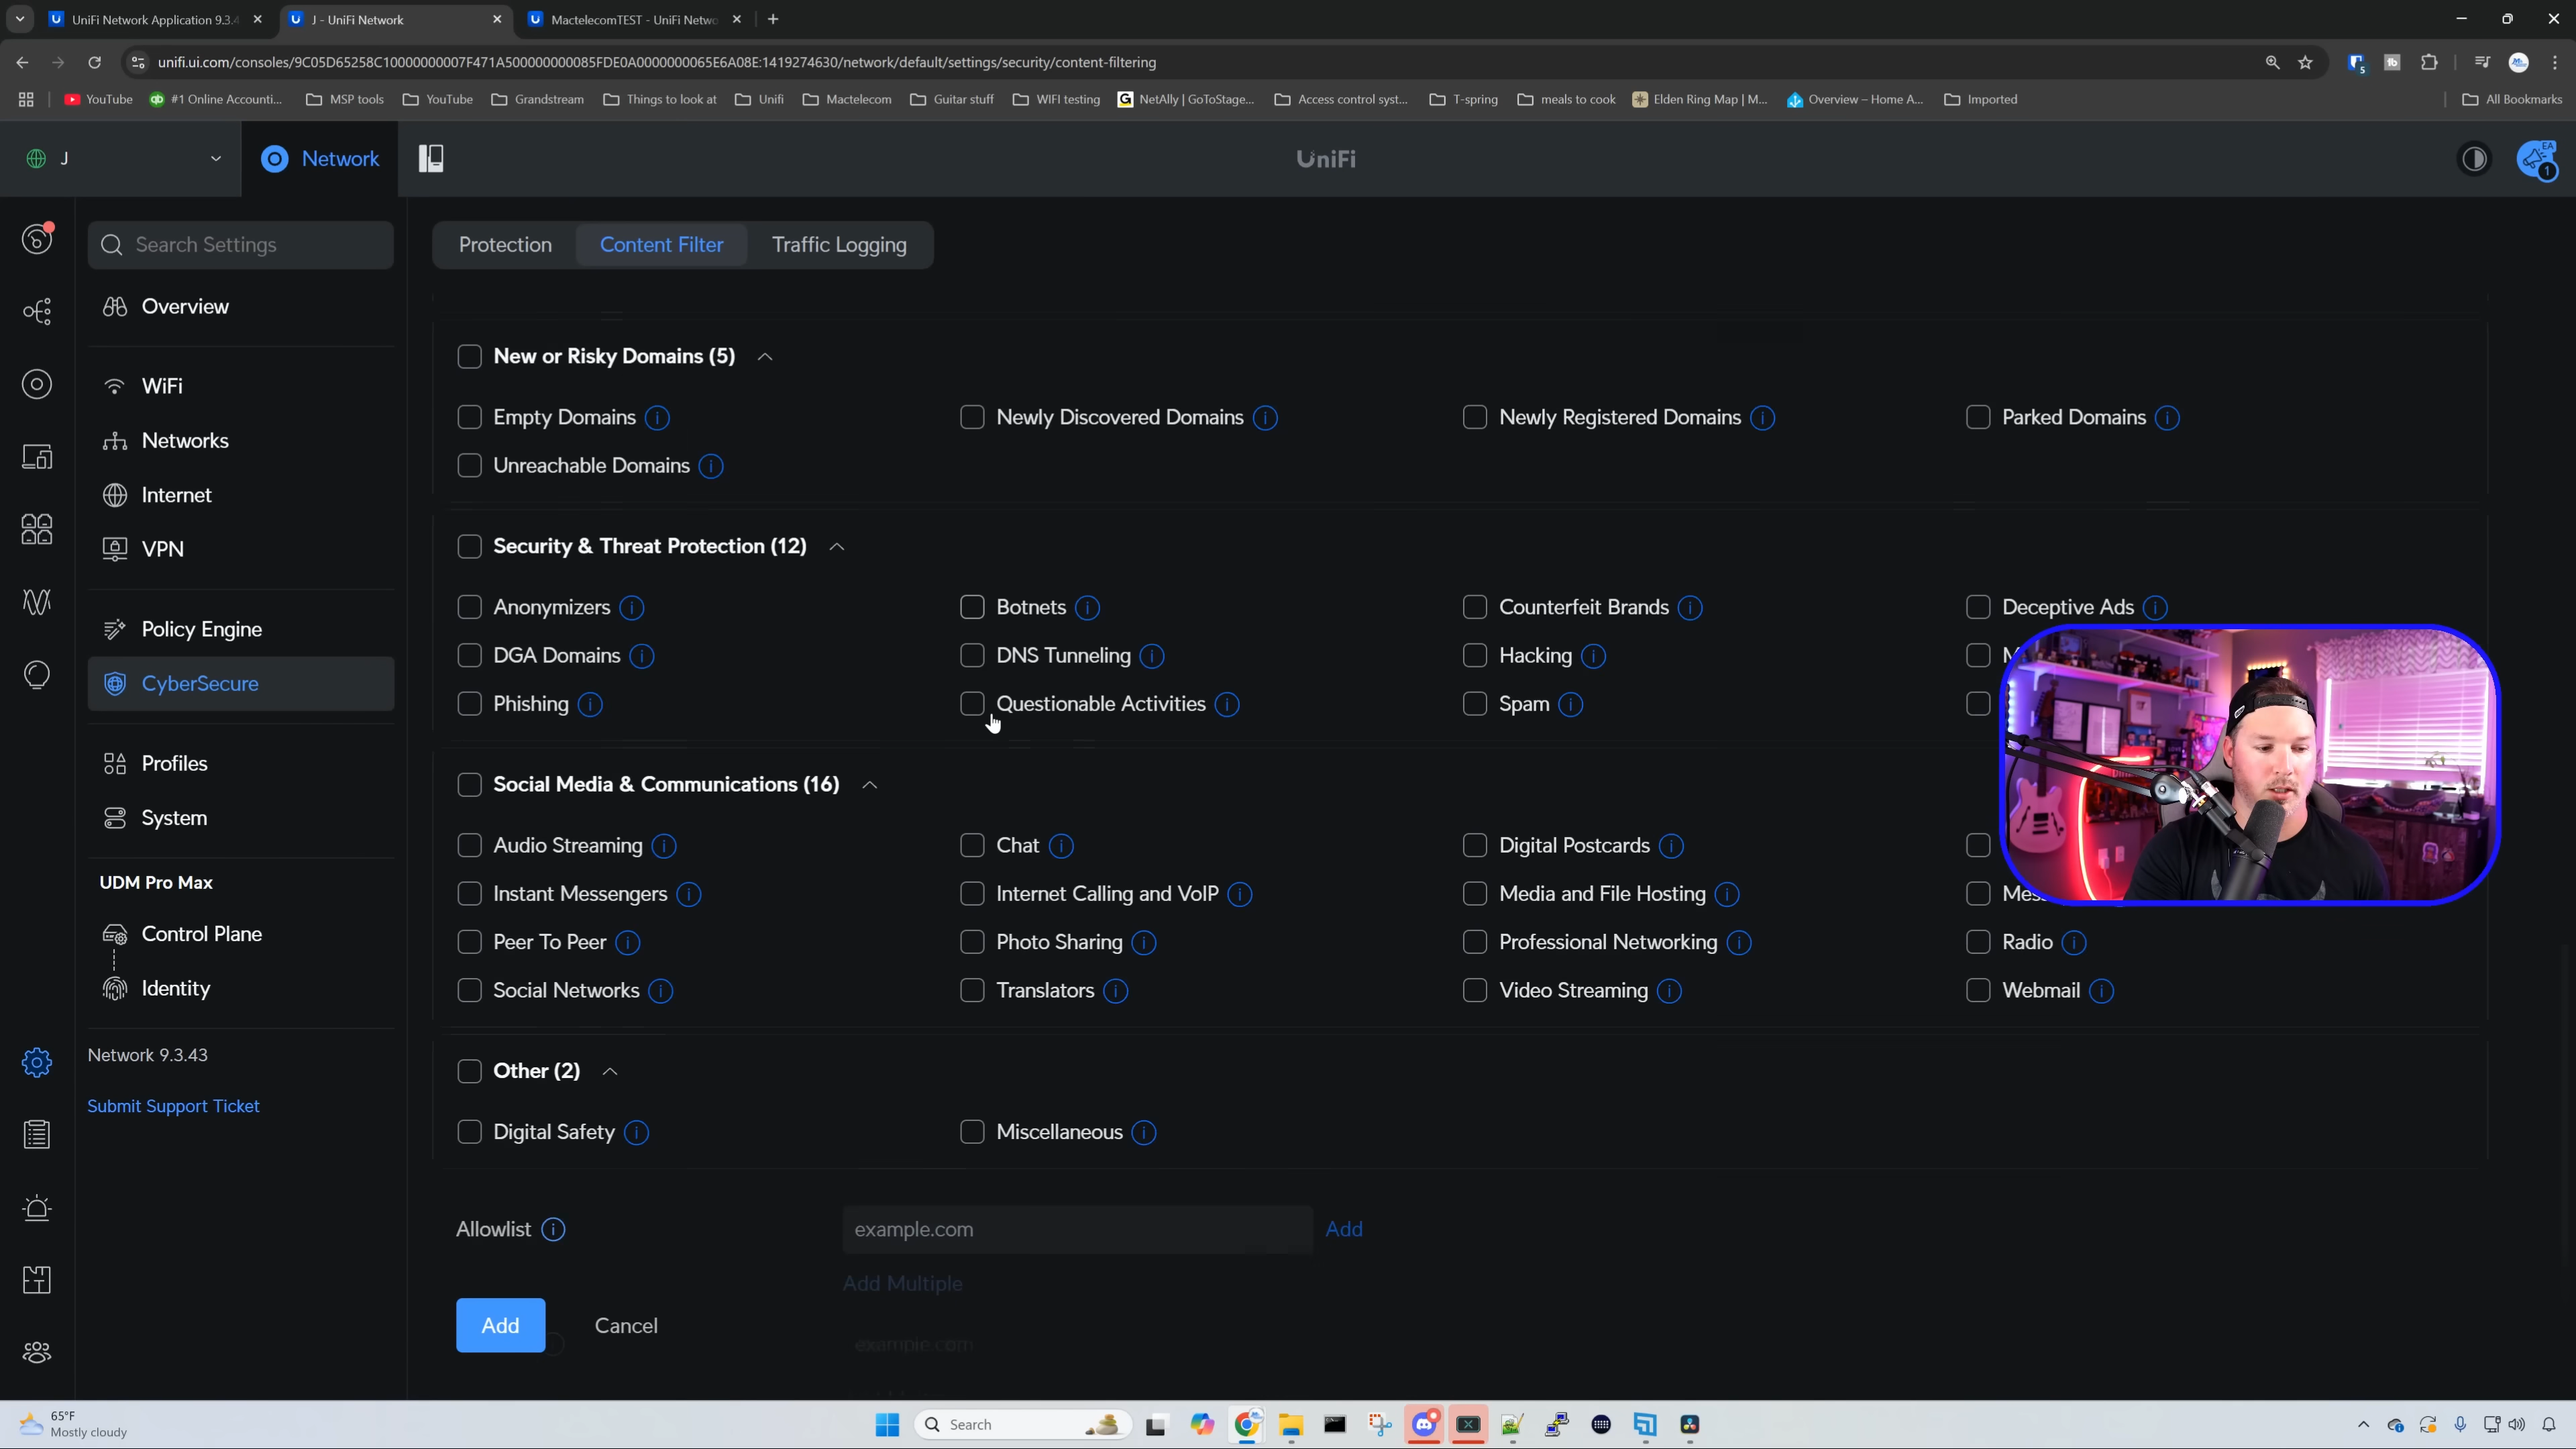 UniFi Network Application 9.3.4
J - UniFi Network
MactelecomTEST - UniFi Netwo
unifi.ui.com/consoles/9C05D65258C10000000007F471A500000000085FDE0A0000000065E6A08E:1419274630/network/default/settings/security/content-filtering
YouTube
#1 Online Accounti...
MSP tools
YouTube
Grandstream
Things to look at
Unifi
Mactelecom
Guitar stuff
WIFI testing
NetAlly | GoToStage...
Access control syst...
T-spring
meals to cook
Elden Ring Map | M...
Overview – Home A...
Imported
All Bookmarks
J
Network
UniFi
EA
1
Search Settings
Protection
Content Filter
Traffic Logging
Overview
WiFi
Networks
Internet
VPN
Policy Engine
CyberSecure
Profiles
System
UDM Pro Max
Control Plane
Identity
Network 9.3.43
Submit Support Ticket
New or Risky Domains (5)
Empty Domains
Newly Discovered Domains
Newly Registered Domains
Parked Domains
Unreachable Domains
Security & Threat Protection (12)
Anonymizers
Botnets
Counterfeit Brands
Deceptive Ads
DGA Domains
DNS Tunneling
Hacking
Phishing
Questionable Activities
Spam
Social Media & Communications (16)
Audio Streaming
Chat
Digital Postcards
Instant Messengers
Internet Calling and VoIP
Media and File Hosting
Mes
Peer To Peer
Photo Sharing
Professional Networking
Radio
Social Networks
Translators
Video Streaming
Webmail
Other (2)
Digital Safety
Miscellaneous
Allowlist
example.com
Add
Add Multiple
Add
Cancel
example.com
65°F
Mostly cloudy
Search